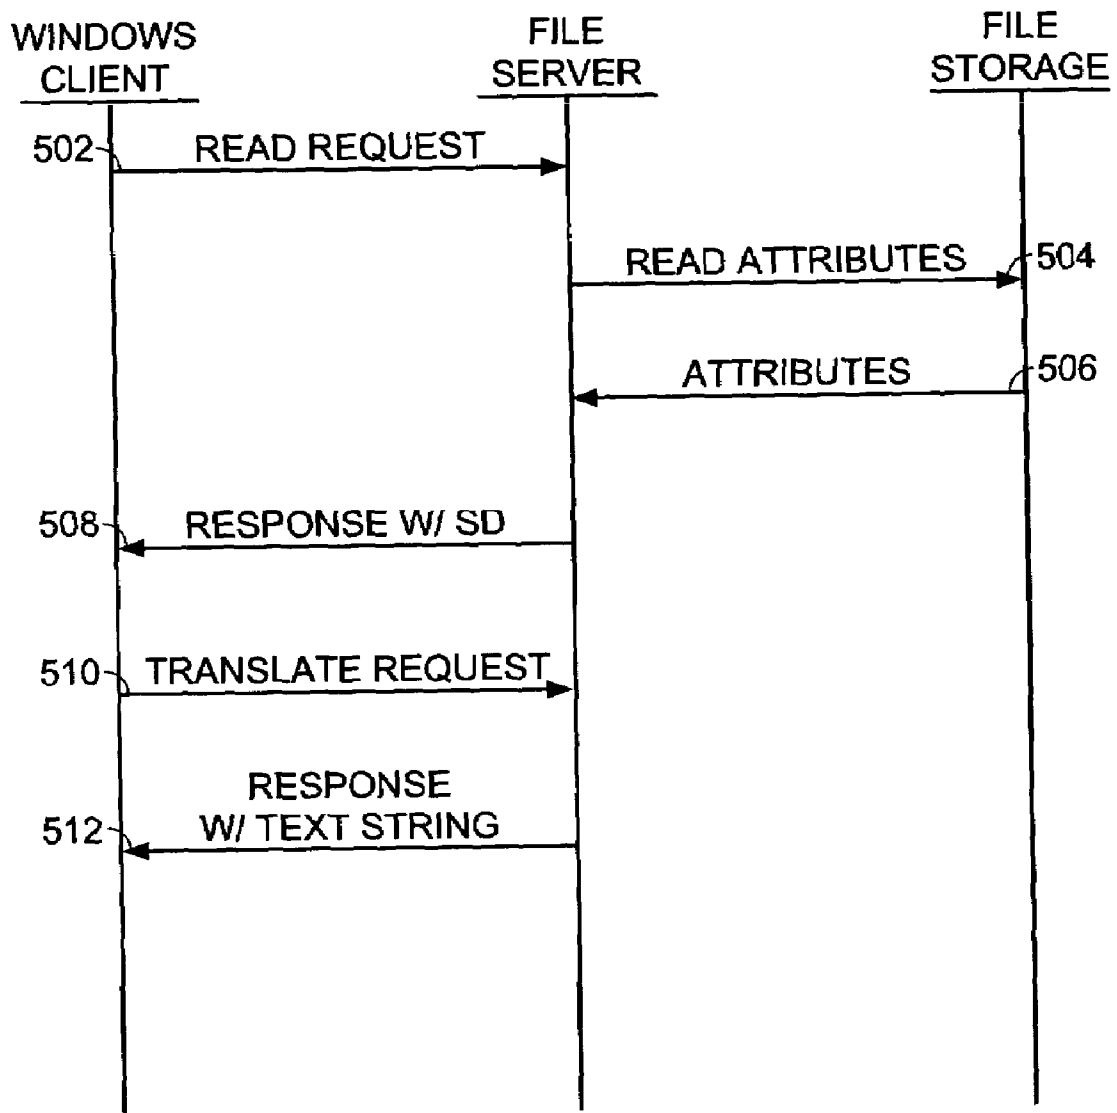 WINDOWS
CLIENT
FILE
SERVER
FILE
STORAGE
502
READ REQUEST
READ ATTRIBUTES
504
ATTRIBUTES
506
508
RESPONSE W/ SD
510
TRANSLATE REQUEST
RESPONSE
W/ TEXT STRING
512